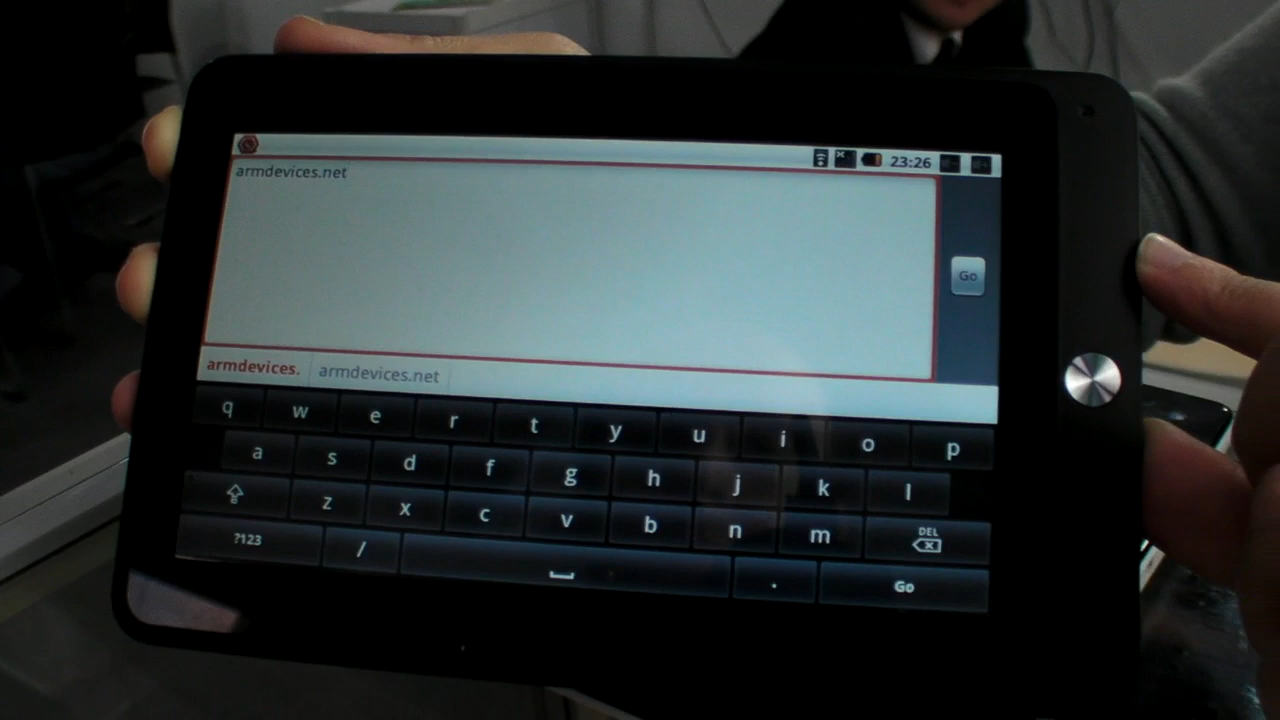 23:26
armdevices.net
Go
armdevices. armdevices.net
q w e r t y u i o p
a s d f g h j k l
z x c v b n m DEL
?123 / . Go